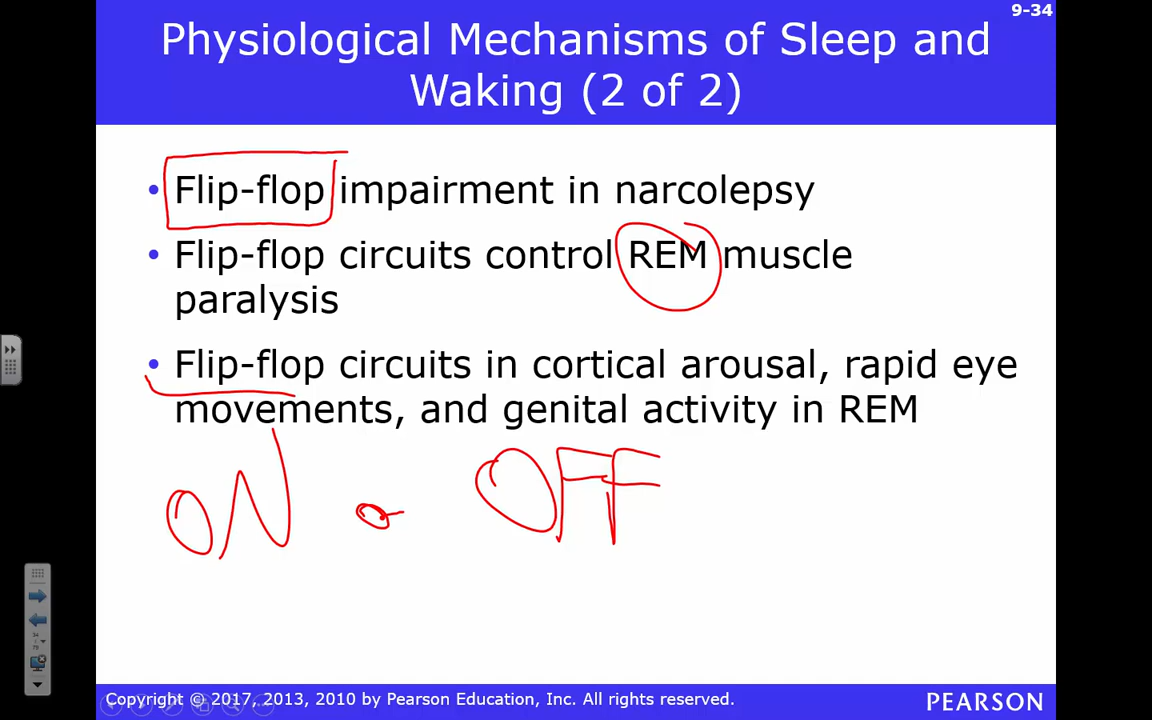 9-34
Physiological Mechanisms of Sleep and
Waking (2 of 2)
• Flip-flop impairment in narcolepsy
• Flip-flop circuits control REM muscle
paralysis
• Flip-flop circuits in cortical arousal, rapid eye
movements, and genital activity in REM
ON or OFF
Copyright © 2017, 2013, 2010 by Pearson Education, Inc. All rights reserved.
PEARSON